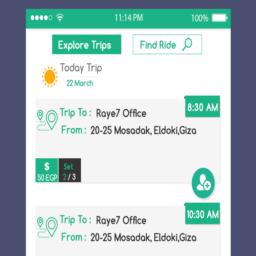 11:14 PM 100%
Explore Trips Find Ride
Today Trip
22 March
8:30 AM
Trip To : Raye7 Office
From : 20-25 Mosadak, Eldoki,Giza
$ Set
50 EGP 2 / 3
10:30 AM
Trip To : Raye7 Office
From : 20-25 Mosadak, Eldoki,Giza